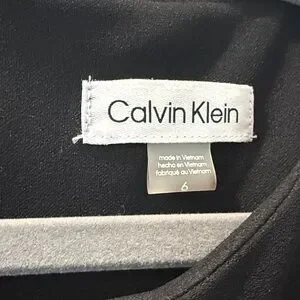 Calvin Klein
made in Vietnam
hecho en Vietnam
fabriqué au Vietnam
6